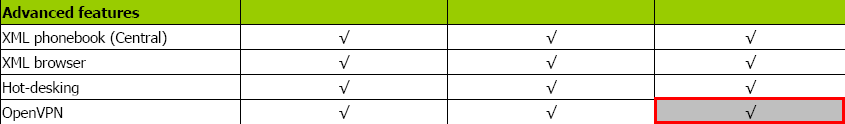 Advanced features
XML phonebook (Central) √ √ √
XML browser √ √ √
Hot-desking √ √ √
OpenVPN √ √ √